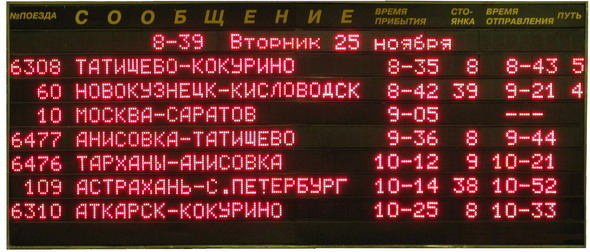 №ПОЕЗДА СООБЩЕНИЕ ВРЕМЯ ПРИБЫТИЯ СТО-ЯНКА ВРЕМЯ ОТПРАВЛЕНИЯ ПУТЬ
8-39 Вторник 25 ноября
6308 ТАТИЩЕВО-КОКУРИНО 8-35 8 8-43 5
60 НОВОКУЗНЕЦК-КИСЛОВОДСК 8-42 39 9-21 4
10 МОСКВА-САРАТОВ 9-05 ---
6477 АНИСОВКА-ТАТИЩЕВО 9-36 8 9-44
6476 ТАРХАНЫ-АНИСОВКА 10-12 9 10-21
109 АСТРАХАНЬ-С.ПЕТЕРБУРГ 10-14 38 10-52
6310 АТКАРСК-КОКУРИНО 10-25 8 10-33